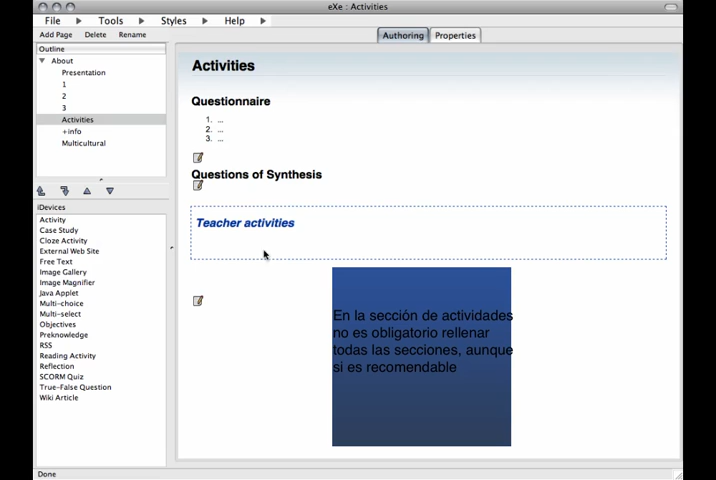 eXe : Activities
File Tools Styles Help
Add Page Delete Rename
Authoring Properties
Outline
About
Presentation
1
2
3
Activities
+info
Multicultural
iDevices
Activity
Case Study
Cloze Activity
External Web Site
Free Text
Image Gallery
Image Magnifier
Java Applet
Multi-choice
Multi-select
Objectives
Preknowledge
RSS
Reading Activity
Reflection
SCORM Quiz
True-False Question
Wiki Article
Activities
Questionnaire
1. ...
2. ...
3. ...
Questions of Synthesis
Teacher activities
En la sección de actividades
no es obligatorio rellenar
todas las secciones, aunque
si es recomendable
Done